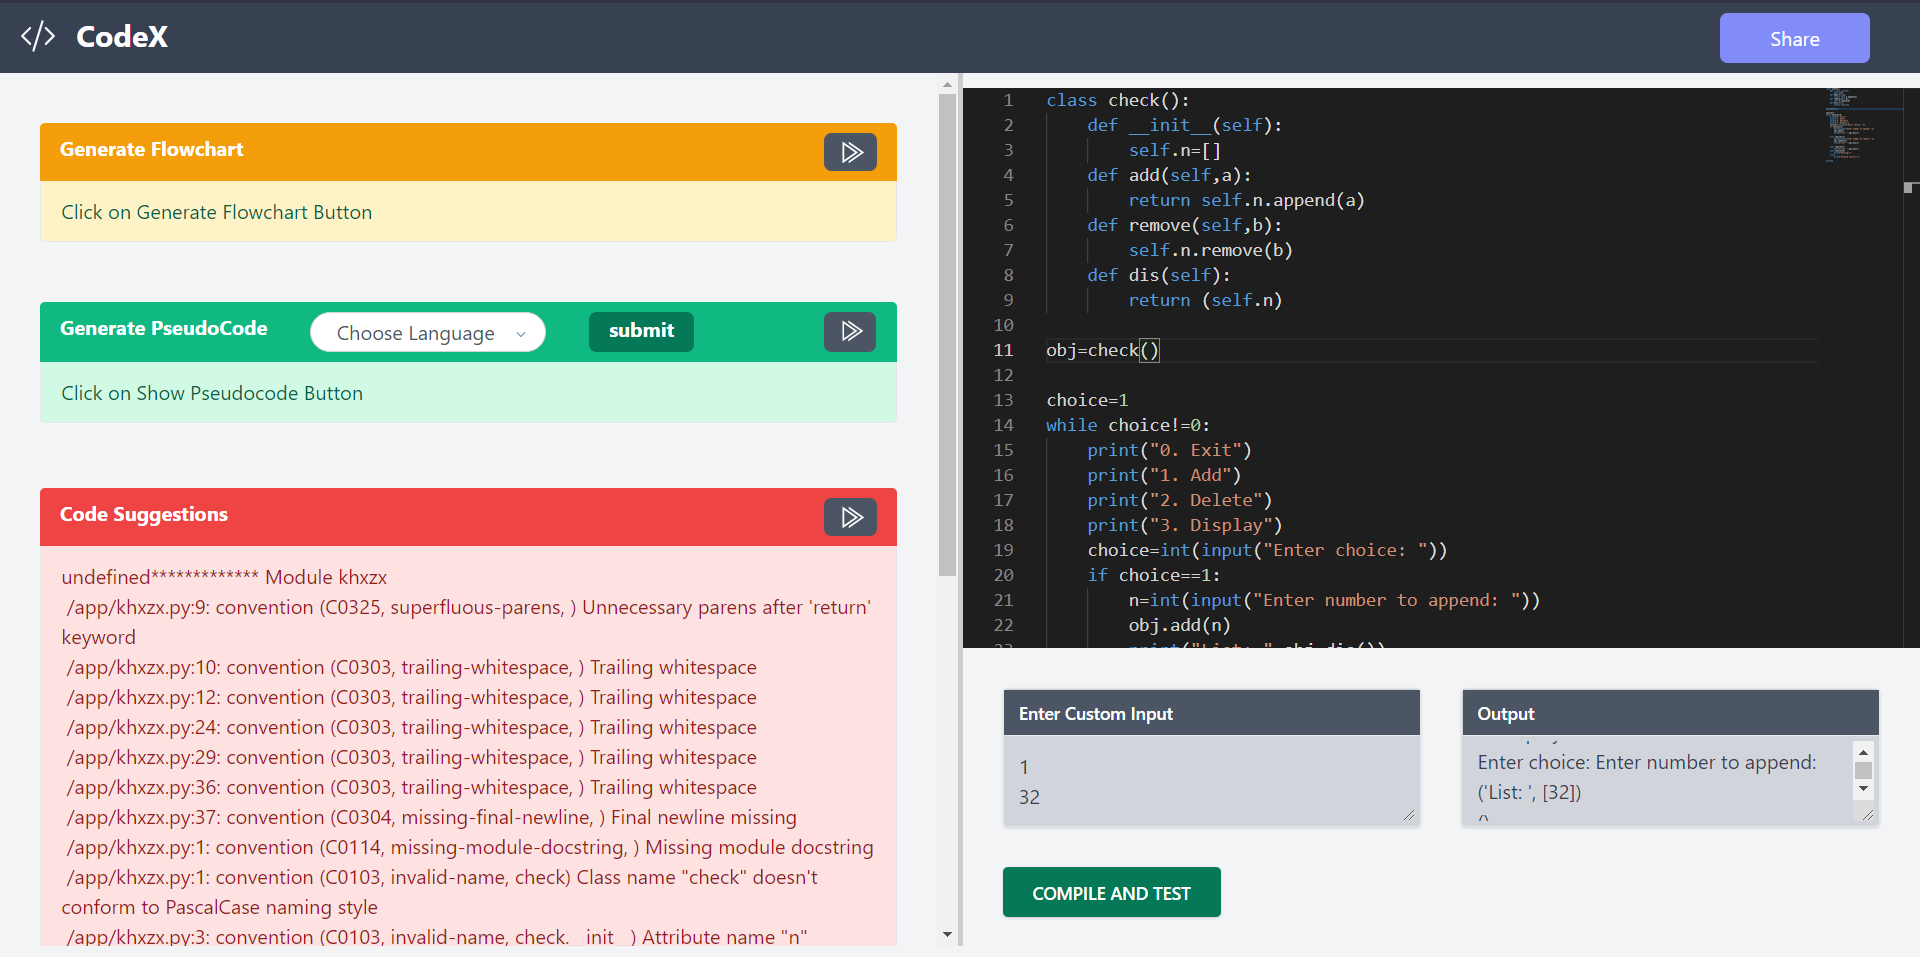 CodeX
Share
Generate Flowchart
Click on Generate Flowchart Button
Generate PseudoCode
Choose Language
submit
Click on Show Pseudocode Button
Code Suggestions
undefined************* Module khxzx
/app/khxzx.py:9: convention (C0325, superfluous-parens, ) Unnecessary parens after 'return'
keyword
/app/khxzx.py:10: convention (C0303, trailing-whitespace, ) Trailing whitespace
/app/khxzx.py:12: convention (C0303, trailing-whitespace, ) Trailing whitespace
/app/khxzx.py:24: convention (C0303, trailing-whitespace, ) Trailing whitespace
/app/khxzx.py:29: convention (C0303, trailing-whitespace, ) Trailing whitespace
/app/khxzx.py:36: convention (C0303, trailing-whitespace, ) Trailing whitespace
/app/khxzx.py:37: convention (C0304, missing-final-newline, ) Final newline missing
/app/khxzx.py:1: convention (C0114, missing-module-docstring, ) Missing module docstring
/app/khxzx.py:1: convention (C0103, invalid-name, check) Class name "check" doesn't
conform to PascalCase naming style
/app/khxzx.py:3: convention (C0103, invalid-name, check.__init__) Attribute name "n"
1 class check():
2 def __init__(self):
3 self.n=[]
4 def add(self,a):
5 return self.n.append(a)
6 def remove(self,b):
7 self.n.remove(b)
8 def dis(self):
9 return (self.n)
10
11 obj=check()
12
13 choice=1
14 while choice!=0:
15 print("0. Exit")
16 print("1. Add")
17 print("2. Delete")
18 print("3. Display")
19 choice=int(input("Enter choice: "))
20 if choice==1:
21 n=int(input("Enter number to append: "))
22 obj.add(n)
23 print("List: ",obj.dis())
Enter Custom Input
1
32
Output
Enter choice: Enter number to append:
('List: ', [32])
()
COMPILE AND TEST